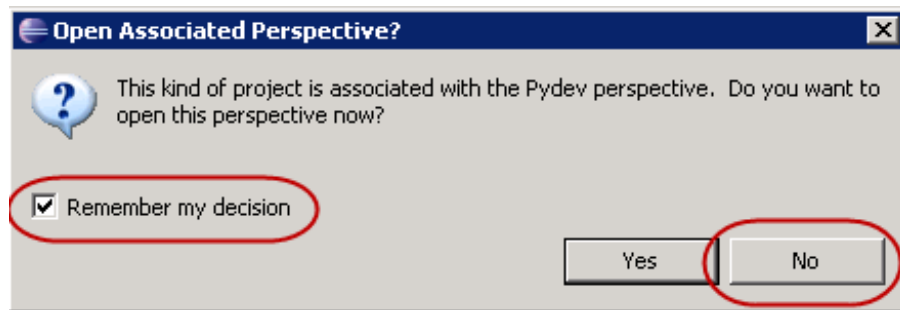 Open Associated Perspective?
This kind of project is associated with the Pydev perspective. Do you want to
open this perspective now?
Remember my decision
Yes No